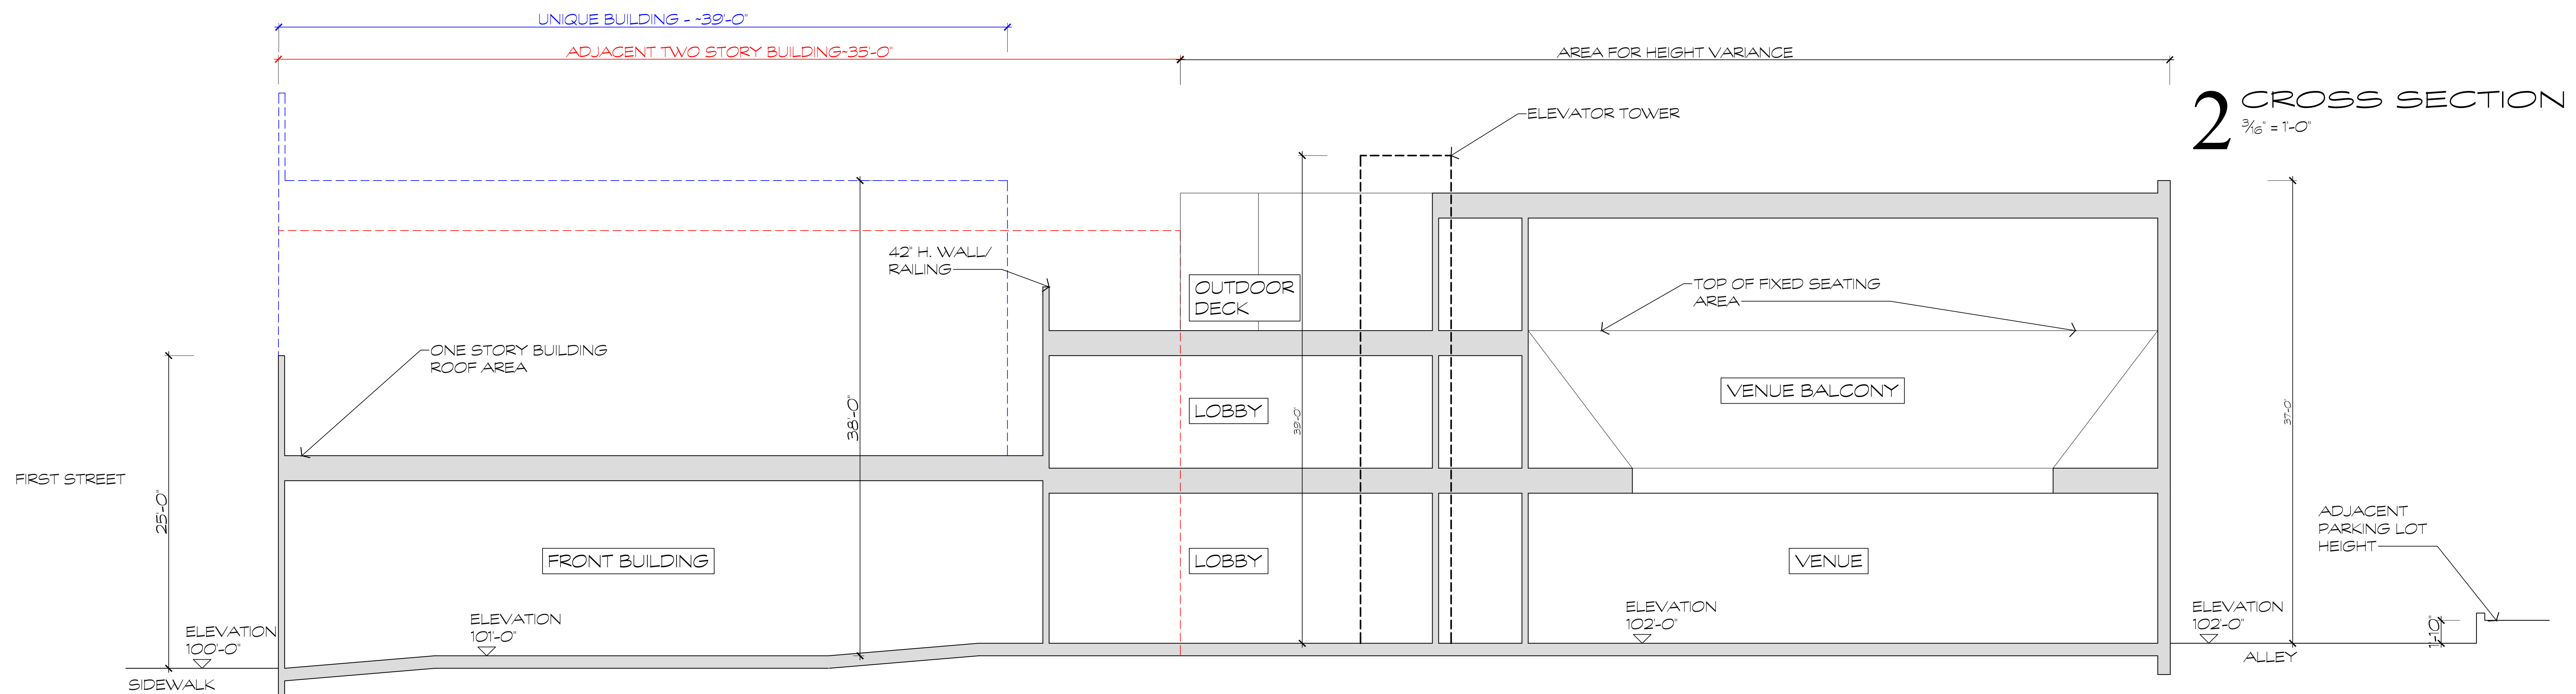 UNIQUE BUILDING - ~39'-0"
ADJACENT TWO STORY BUILDING~35'-0"
AREA FOR HEIGHT VARIANCE
2 CROSS SECTION
3/16" = 1'-0"
ELEVATOR TOWER
42" H. WALL/
RAILING
OUTDOOR
DECK
TOP OF FIXED SEATING
AREA
ONE STORY BUILDING
ROOF AREA
38'-0"
39'-0"
37'-0"
LOBBY
VENUE BALCONY
FIRST STREET
25'-0"
ADJACENT
PARKING LOT
HEIGHT
FRONT BUILDING
LOBBY
VENUE
ELEVATION
100'-0"
ELEVATION
101'-0"
ELEVATION
102'-0"
ELEVATION
102'-0"
1'-10"
SIDEWALK
ALLEY